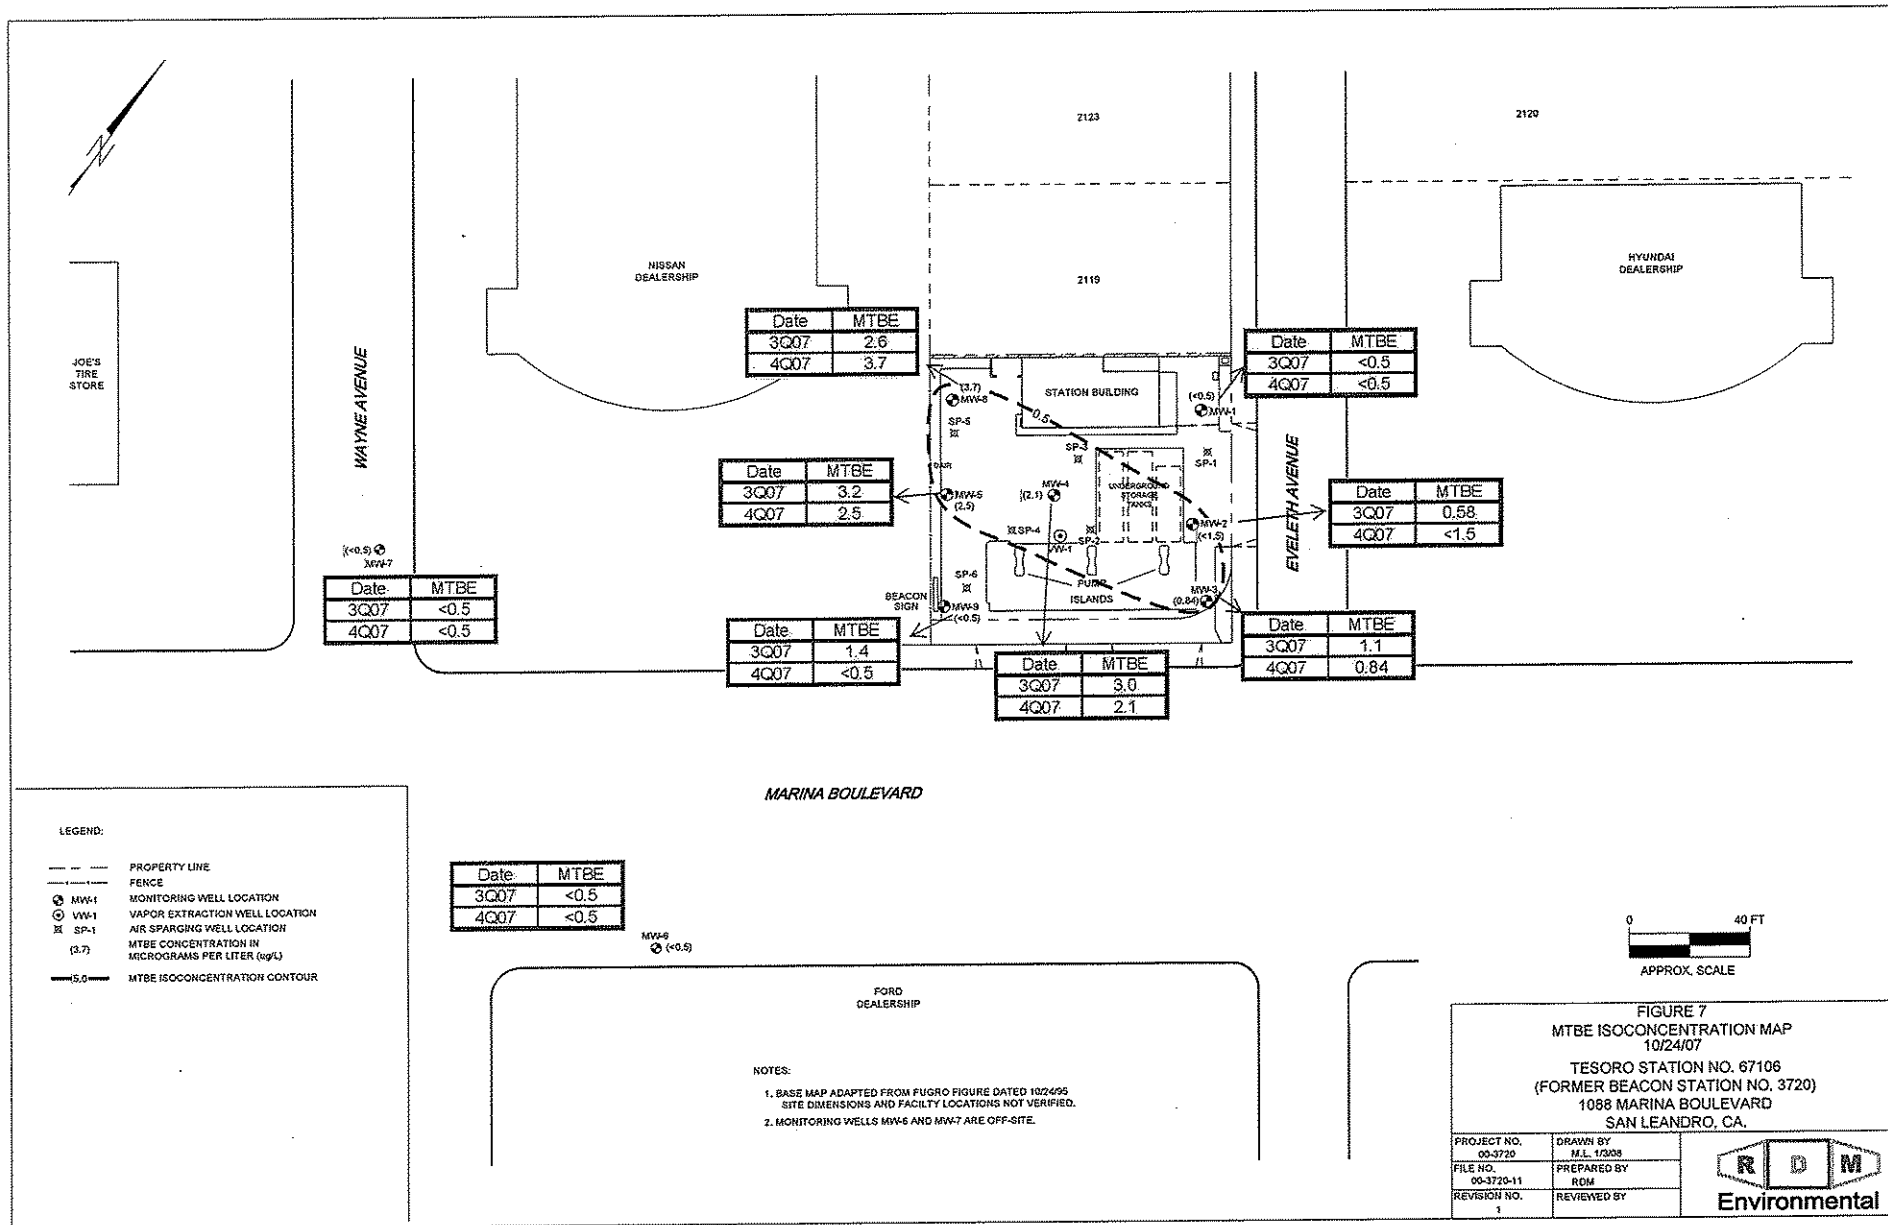 2123
2120
NISSAN
DEALERSHIP
2119
HYUNDAI
DEALERSHIP
JOE'S
TIRE
STORE
WAYNE AVENUE
Date MTBE
3Q07 2.6
4Q07 3.7
Date MTBE
3Q07 <0.5
4Q07 <0.5
STATION BUILDING
(3.7)
MW-8
0.5
(<0.5)
MW-1
SP-5
SP-3
SP-1
EVELETH AVENUE
Date MTBE
3Q07 3.2
4Q07 2.5
MW-5
(2.5)
MW-4
(2.1)
UNDERGROUND
STORAGE
TANKS
MW-2
(<1.5)
Date MTBE
3Q07 0.58
4Q07 <1.5
SP-4
VW-1
SP-2
(<0.5)
MW-7
Date MTBE
3Q07 <0.5
4Q07 <0.5
SP-6
BEACON
SIGN
MW-9
(<0.5)
PUMP
ISLANDS
MW-3
(0.84)
Date MTBE
3Q07 1.4
4Q07 <0.5
Date MTBE
3Q07 3.0
4Q07 2.1
Date MTBE
3Q07 1.1
4Q07 0.84
MARINA BOULEVARD
LEGEND:
PROPERTY LINE
FENCE
MW-1 MONITORING WELL LOCATION
VW-1 VAPOR EXTRACTION WELL LOCATION
SP-1 AIR SPARGING WELL LOCATION
(3.7) MTBE CONCENTRATION IN
MICROGRAMS PER LITER (ug/L)
5.0 MTBE ISOCONCENTRATION CONTOUR
Date MTBE
3Q07 <0.5
4Q07 <0.5
MW-6
(<0.5)
FORD
DEALERSHIP
0 40 FT
APPROX. SCALE
NOTES:
1. BASE MAP ADAPTED FROM FUGRO FIGURE DATED 10/24/95
SITE DIMENSIONS AND FACILTY LOCATIONS NOT VERIFIED.
2. MONITORING WELLS MW-6 AND MW-7 ARE OFF-SITE.
FIGURE 7
MTBE ISOCONCENTRATION MAP
10/24/07
TESORO STATION NO. 67106
(FORMER BEACON STATION NO. 3720)
1088 MARINA BOULEVARD
SAN LEANDRO, CA.
PROJECT NO.
00-3720
DRAWN BY
M.L. 1/3/08
FILE NO.
00-3720-11
PREPARED BY
RDM
REVISION NO.
1
REVIEWED BY
R D M
Environmental